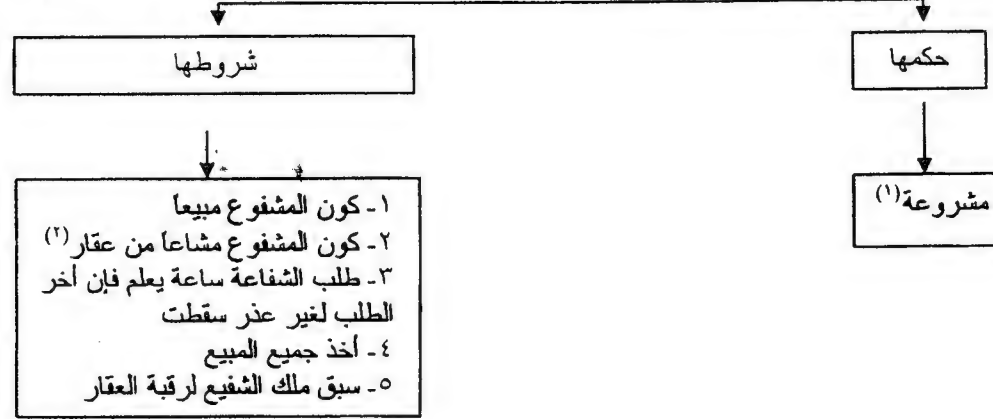 حكمها
مشروعة(١)
شروطها
١- كون المشفوع مبيعا
٢- كون المشفوع مشاعا من عقار(٢)
٣- طلب الشفاعة ساعة يعلم فإن أخر
الطلب لغير عذر سقطت
٤- أخذ جميع المبيع
٥- سبق ملك الشفيع لرقبة العقار